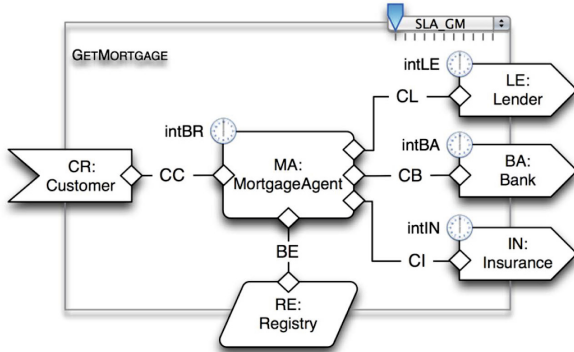 SLA_GM
GETMORTGAGE
intLE
LE:
Lender
CL
intBR
intBA
CR:
Customer
CC
MA:
MortgageAgent
CB
BA:
Bank
intIN
BE
CI
IN:
Insurance
RE:
Registry